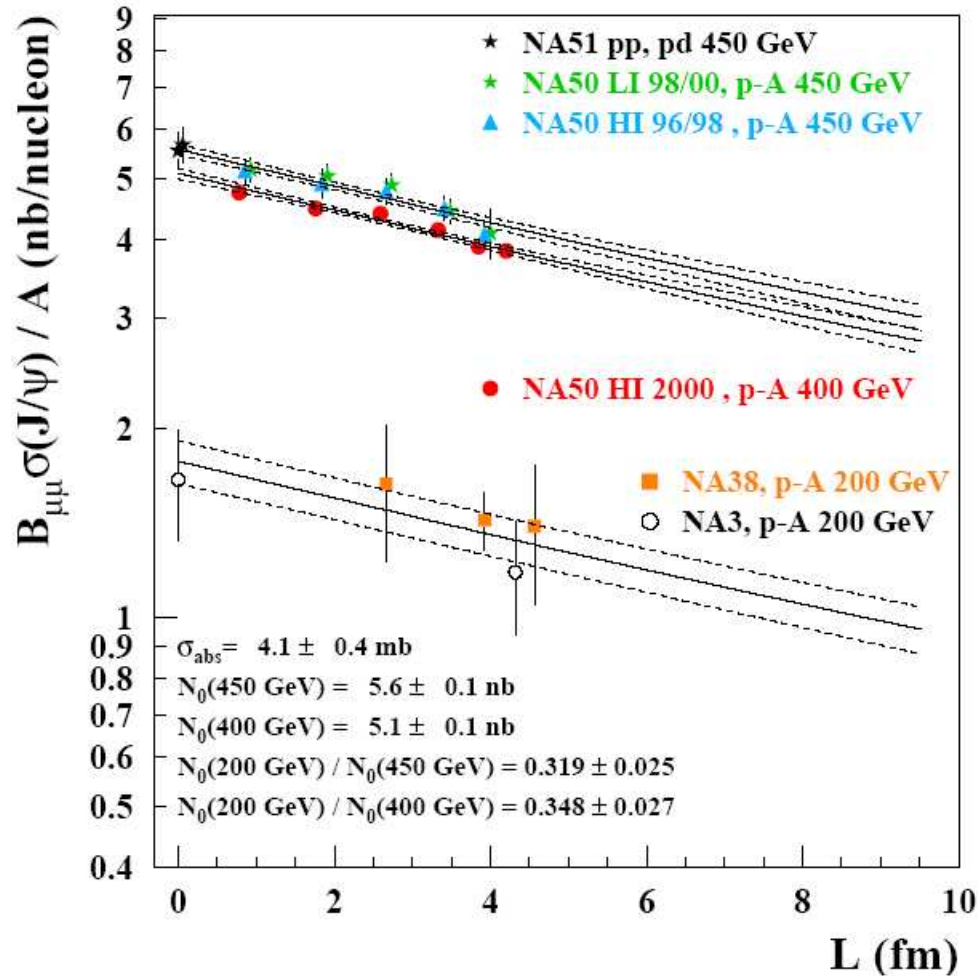 B_μμ σ(J/ψ) / A (nb/nucleon)
9
8
7
6
5
4
3
2
1
0.9
0.8
0.7
0.6
0.5
0.4
NA51 pp, pd 450 GeV
NA50 LI 98/00, p-A 450 GeV
NA50 HI 96/98 , p-A 450 GeV
NA50 HI 2000 , p-A 400 GeV
NA38, p-A 200 GeV
NA3, p-A 200 GeV
σ_abs= 4.1 ± 0.4 mb
N_0(450 GeV) = 5.6 ± 0.1 nb
N_0(400 GeV) = 5.1 ± 0.1 nb
N_0(200 GeV) / N_0(450 GeV) = 0.319 ± 0.025
N_0(200 GeV) / N_0(400 GeV) = 0.348 ± 0.027
0 2 4 6 8 10
L (fm)